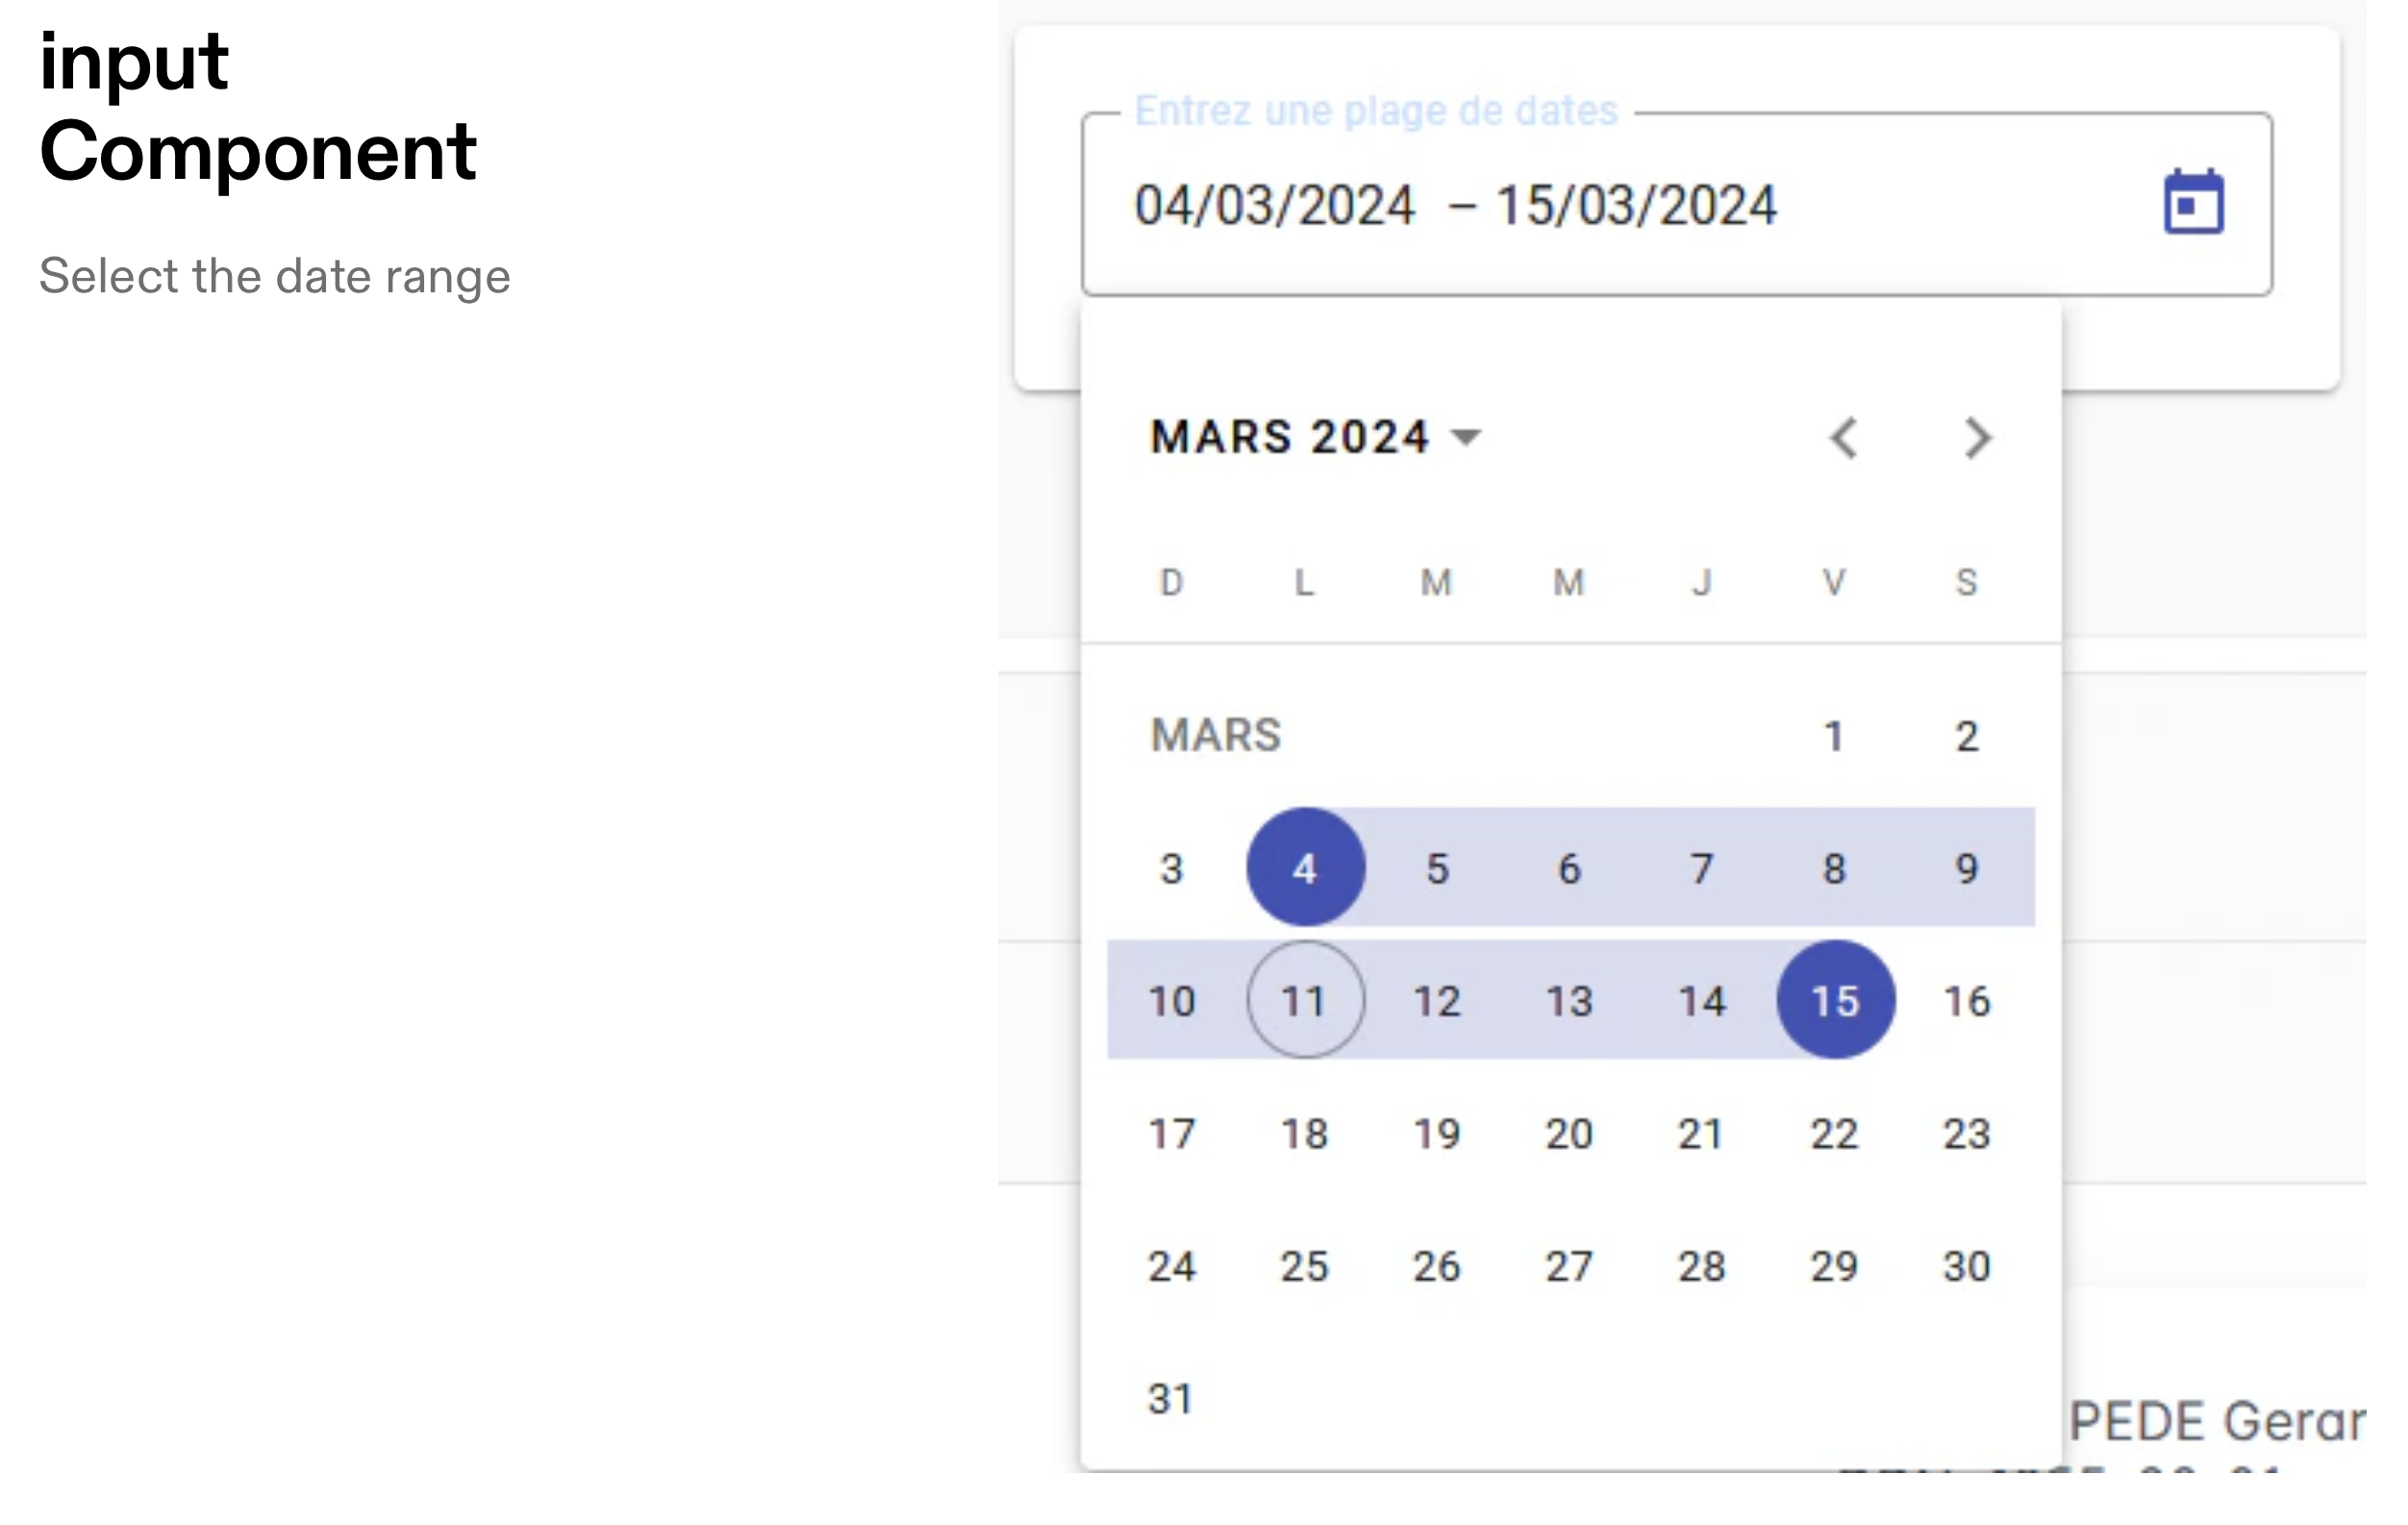 input
Component
Select the date range
Entrez une plage de dates
04/03/2024 – 15/03/2024
MARS 2024
D L M M J V S
MARS 1 2
3 4 5 6 7 8 9
10 11 12 13 14 15 16
17 18 19 20 21 22 23
24 25 26 27 28 29 30
31
PEDE Gerar